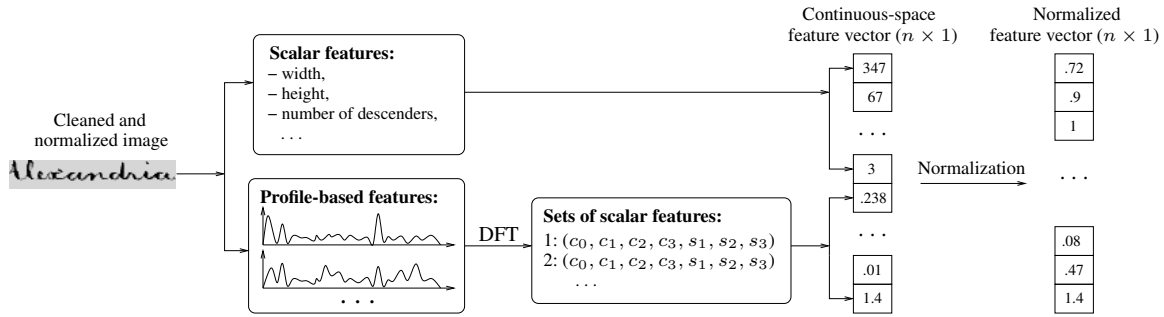 Cleaned and
normalized image
Alexandria
Scalar features:
– width,
– height,
– number of descenders,
. . .
Profile-based features:
. . .
DFT
Sets of scalar features:
1: (c₀, c₁, c₂, c₃, s₁, s₂, s₃)
2: (c₀, c₁, c₂, c₃, s₁, s₂, s₃)
. . .
Continuous-space
feature vector (n × 1)
347
67
. . .
3
.238
. . .
.01
1.4
Normalization
Normalized
feature vector (n × 1)
.72
.9
1
. . .
.08
.47
1.4